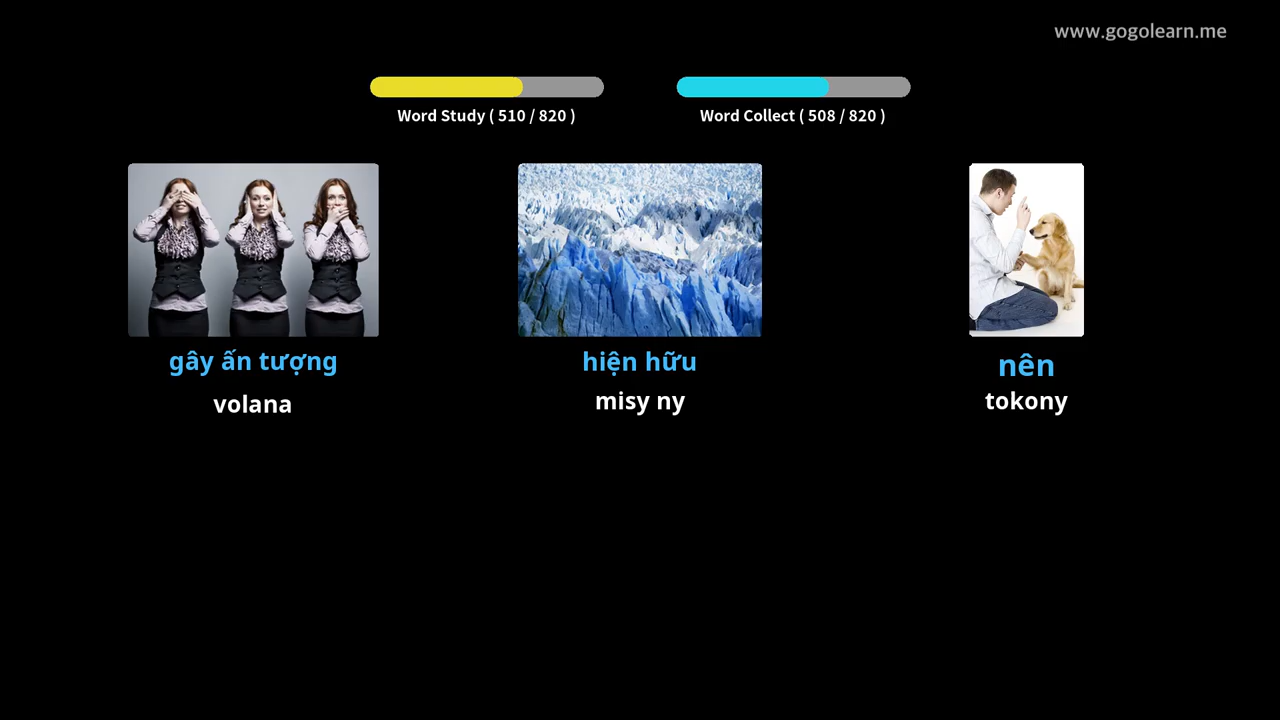 www.gogolearn.me
Word Study ( 510 / 820 )
Word Collect ( 508 / 820 )
gây ấn tượng
hiện hữu
nên
volana
misy ny
tokony